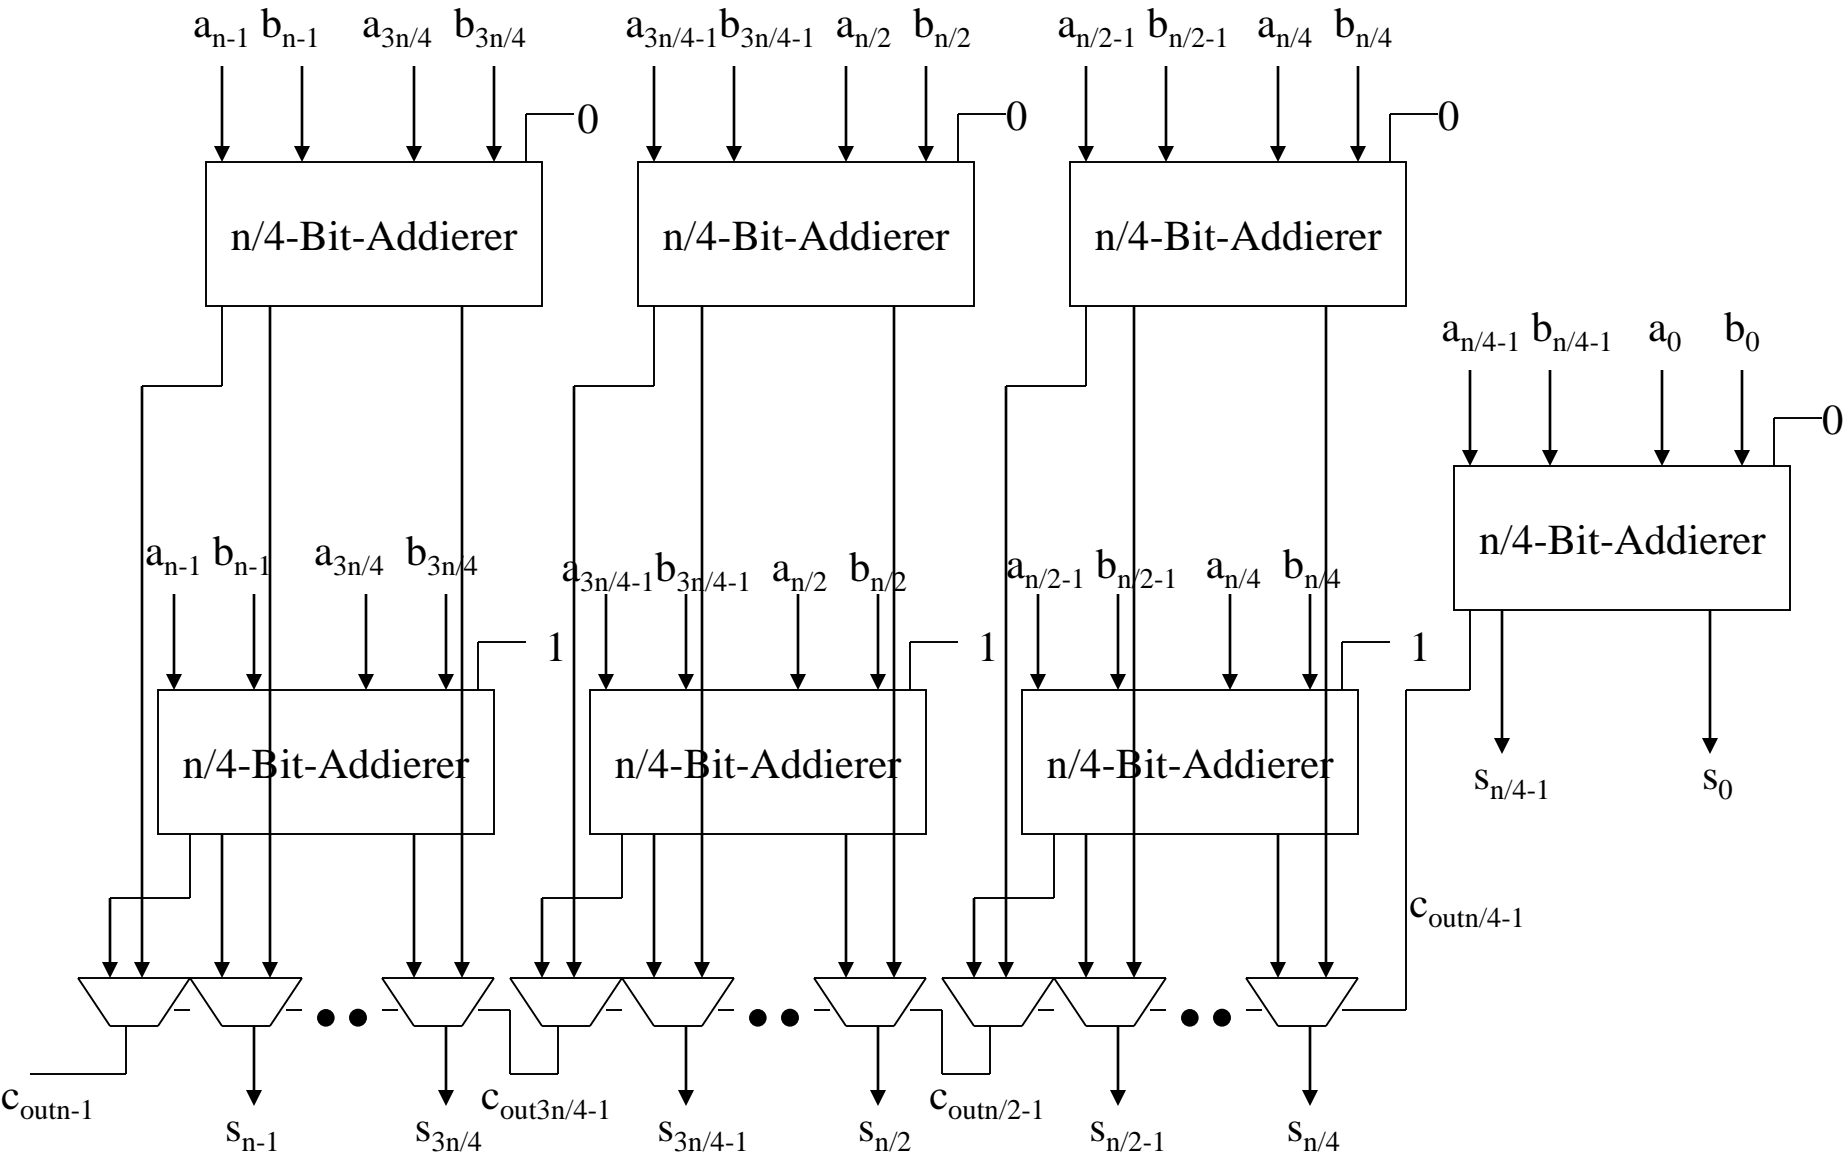 aₙ₋₁ bₙ₋₁ a₃ₙ/₄ b₃ₙ/₄ a₃ₙ/₄₋₁ b₃ₙ/₄₋₁ aₙ/₂ bₙ/₂ aₙ/₂₋₁ bₙ/₂₋₁ aₙ/₄ bₙ/₄
0 0 0
n/4-Bit-Addierer n/4-Bit-Addierer n/4-Bit-Addierer
aₙ/₄₋₁ bₙ/₄₋₁ a₀ b₀
0
n/4-Bit-Addierer
aₙ₋₁ bₙ₋₁ a₃ₙ/₄ b₃ₙ/₄ a₃ₙ/₄₋₁ b₃ₙ/₄₋₁ aₙ/₂ bₙ/₂ aₙ/₂₋₁ bₙ/₂₋₁ aₙ/₄ bₙ/₄
1 1 1
n/4-Bit-Addierer n/4-Bit-Addierer n/4-Bit-Addierer
sₙ/₄₋₁ s₀
coutn/4-1
coutn-1 cout3n/4-1 coutn/2-1
sₙ₋₁ s₃ₙ/₄ s₃ₙ/₄₋₁ sₙ/₂ sₙ/₂₋₁ sₙ/₄